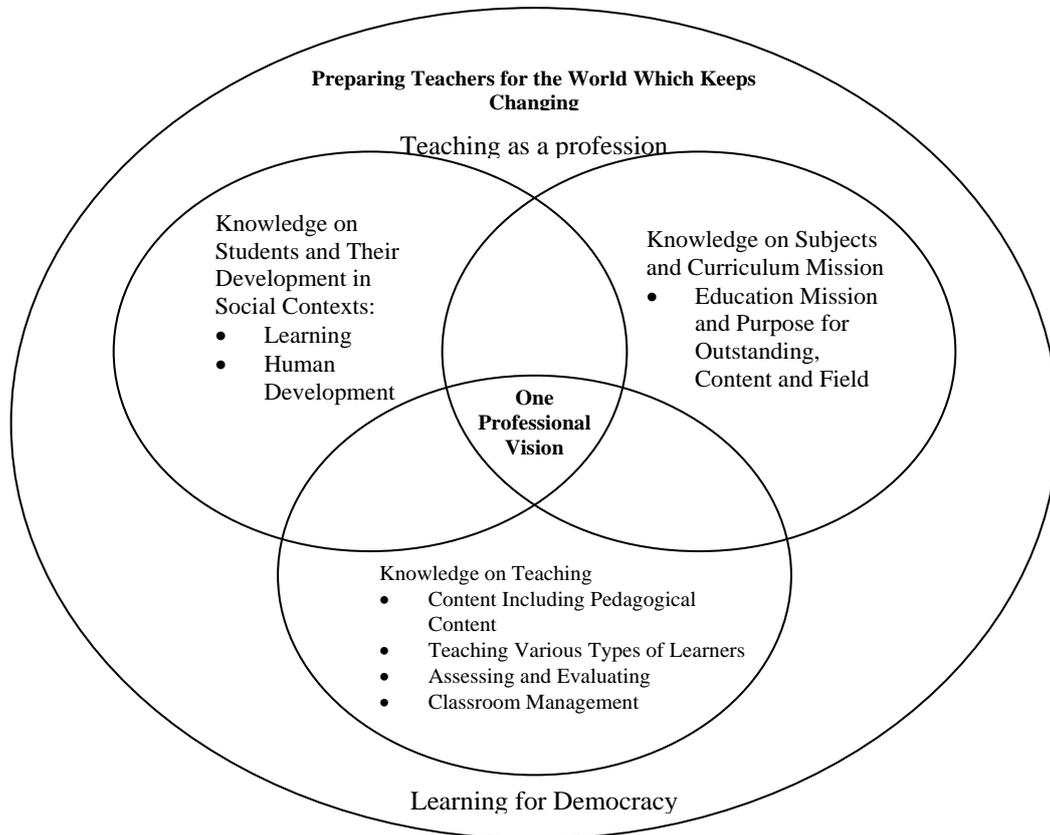 Preparing Teachers for the World Which Keeps
Changing
Teaching as a profession
Knowledge on
Students and Their
Development in
Social Contexts:
• Learning
• Human
Development
Knowledge on Subjects
and Curriculum Mission
• Education Mission
and Purpose for
Outstanding,
Content and Field
One
Professional
Vision
Knowledge on Teaching
• Content Including Pedagogical
Content
• Teaching Various Types of Learners
• Assessing and Evaluating
• Classroom Management
Learning for Democracy